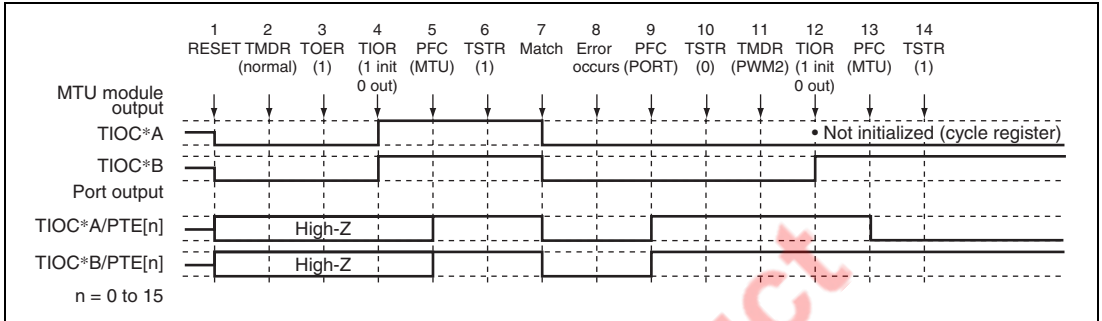 1 2 3 4 5 6 7 8 9 10 11 12 13 14
RESET TMDR TOER TIOR PFC TSTR Match Error PFC TSTR TMDR TIOR PFC TSTR
(normal) (1) (1 init (MTU) (1) occurs (PORT) (0) (PWM2) (1 init (MTU) (1)
0 out) 0 out)
MTU module
output
TIOC*A
• Not initialized (cycle register)
TIOC*B
Port output
TIOC*A/PTE[n]
High-Z
TIOC*B/PTE[n]
High-Z
n = 0 to 15